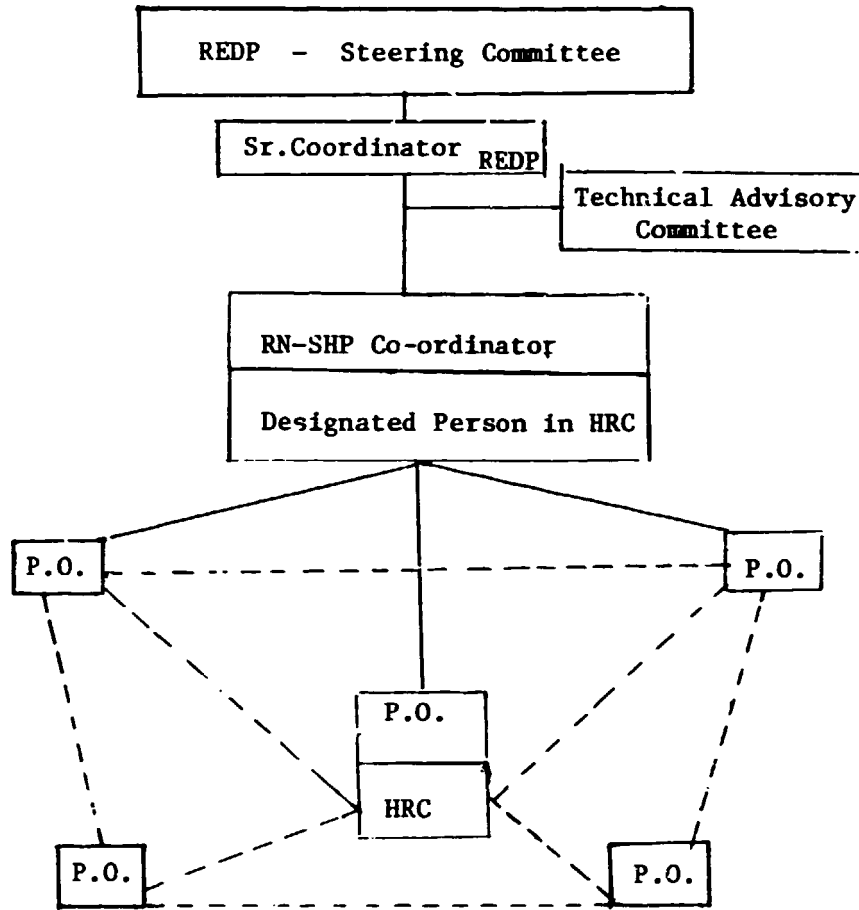 REDP - Steering Committee
Sr.Coordinator REDP
Technical Advisory
Committee
RN-SHP Co-ordinator
Designated Person in HRC
P.O.
P.O.
P.O.
HRC
P.O.
P.O.